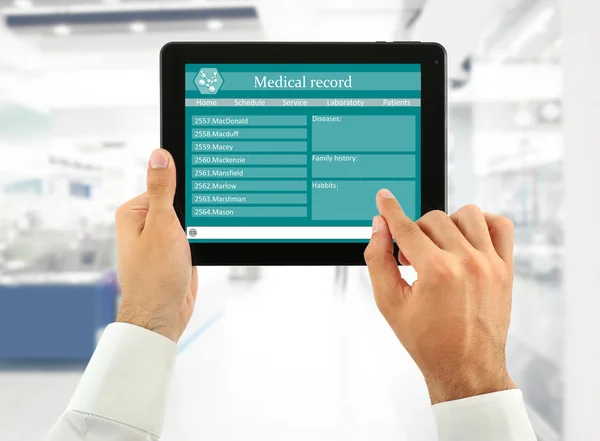 Medical record
Home Schedule Service Laboratoty Patients
2557.MacDonald
2558.Macduff
2559.Macey
2560.Mackenzie
2561.Mansfield
2562.Marlow
2563.Marshman
2564.Mason
Diseases:
Family history:
Habbits: